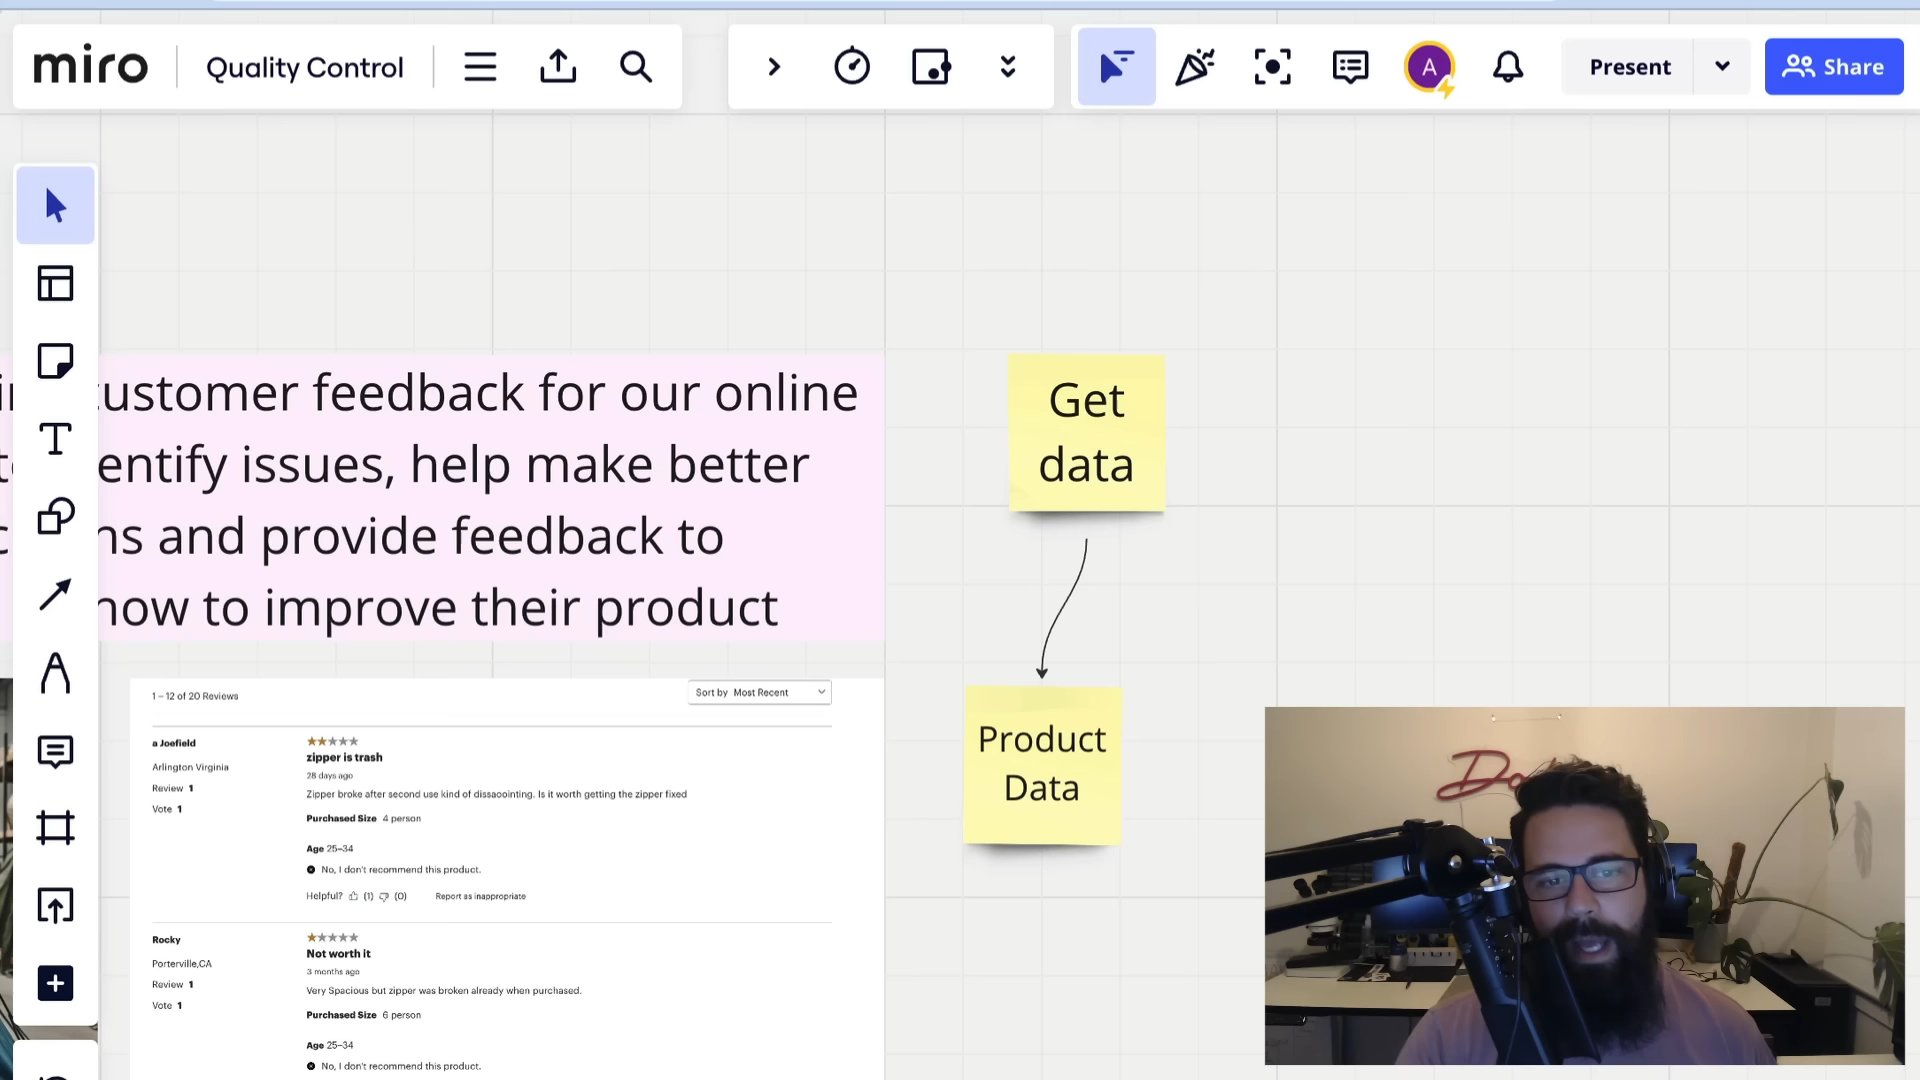 miro
Quality Control
A
Present
Share
customer feedback for our online
entify issues, help make better
ns and provide feedback to
how to improve their product
Get
data
Product
Data
1 – 12 of 20 Reviews
Sort by Most Recent
a Joefield
Arlington Virginia
Review 1
Vote 1
zipper is trash
28 days ago
Zipper broke after second use kind of dissaoointing. Is it worth getting the zipper fixed
Purchased Size 4 person
Age 25–34
No, I don't recommend this product.
Helpful? (1) (0) Report as inappropriate
Rocky
Porterville,CA
Review 1
Vote 1
Not worth it
3 months ago
Very Spacious but zipper was broken already when purchased.
Purchased Size 6 person
Age 25–34
No, I don't recommend this product.